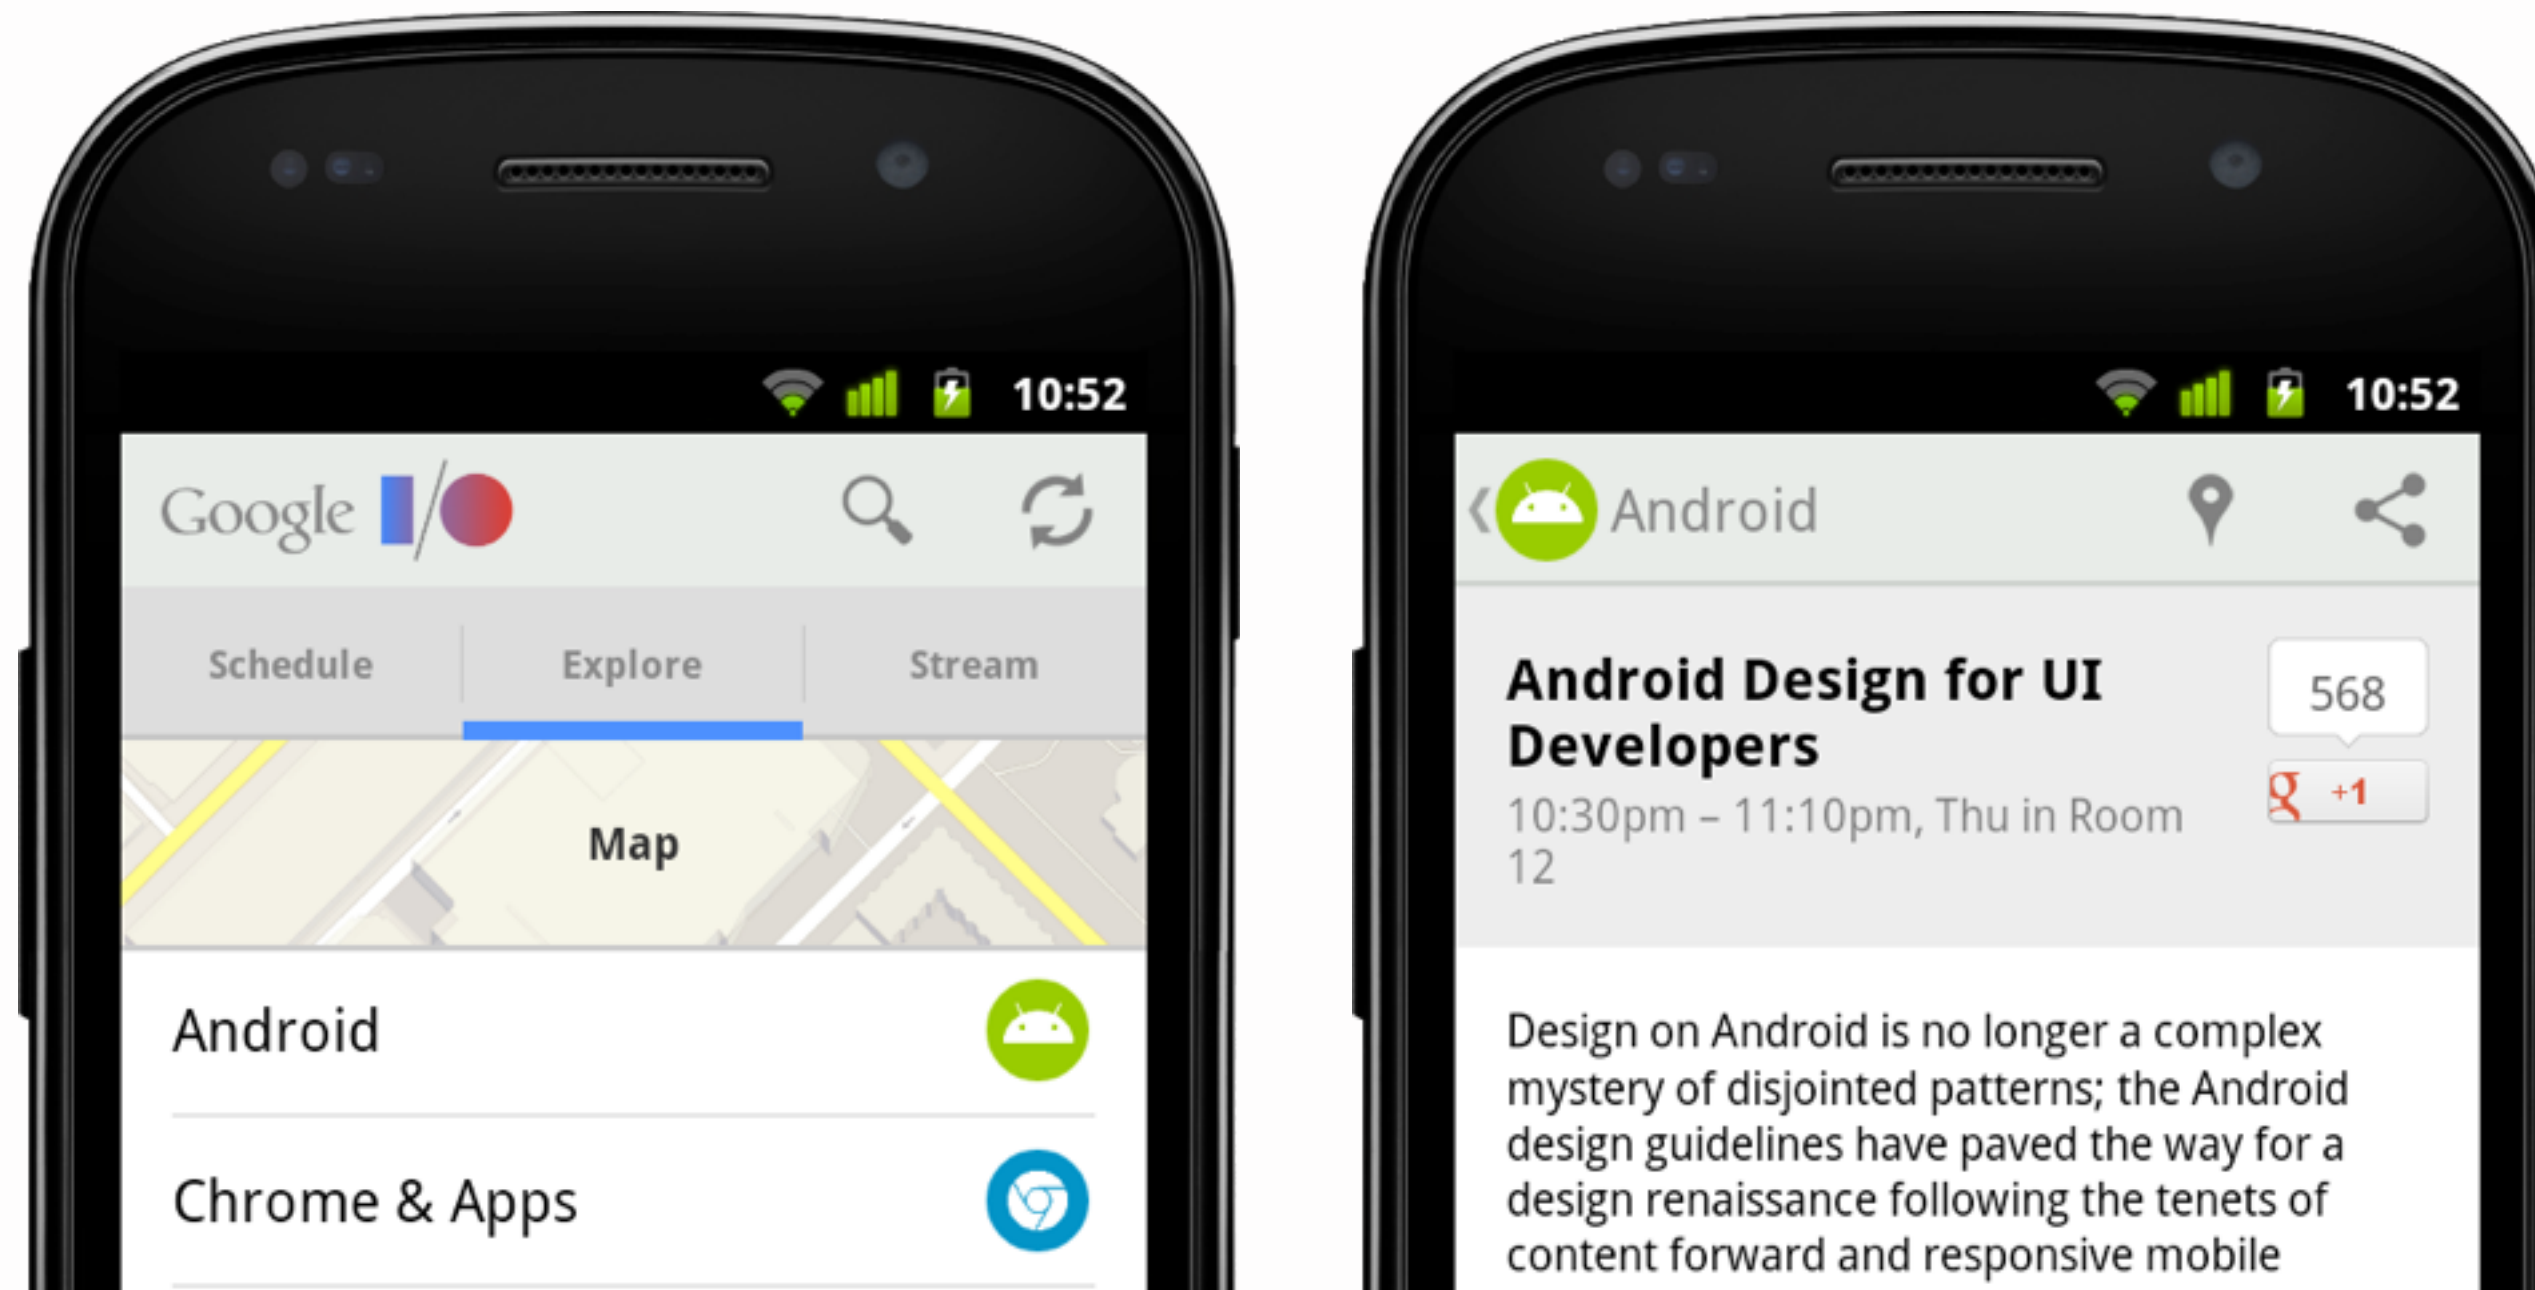 10:52
Google I/O
Schedule
Explore
Stream
Map
Android
Chrome & Apps
10:52
Android
Android Design for UI
Developers
568
10:30pm – 11:10pm, Thu in Room
12
g +1
Design on Android is no longer a complex
mystery of disjointed patterns; the Android
design guidelines have paved the way for a
design renaissance following the tenets of
content forward and responsive mobile